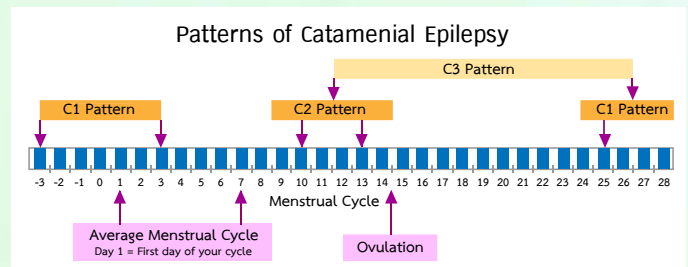 Patterns of Catamenial Epilepsy
C3 Pattern
C1 Pattern
C2 Pattern
C1 Pattern
-3 -2 -1 0 1 2 3 4 5 6 7 8 9 10 11 12 13 14 15 16 17 18 19 20 21 22 23 24 25 26 27 28
Menstrual Cycle
Average Menstrual Cycle
Day 1 = First day of your cycle
Ovulation